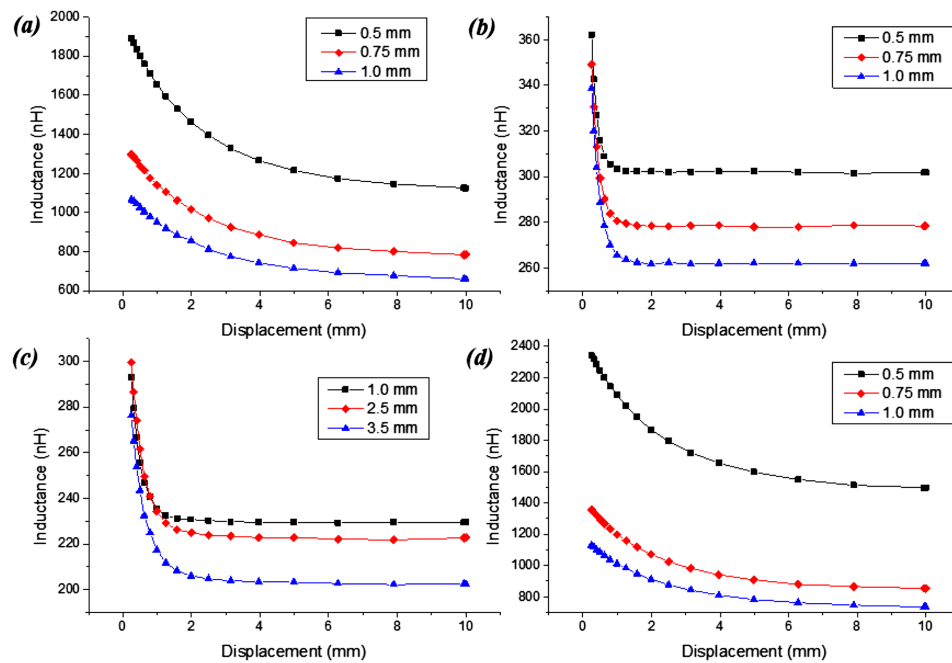 (a)
2000
1800
1600
1400
1200
1000
800
600
Inductance (nH)
0.5 mm
0.75 mm
1.0 mm
0 2 4 6 8 10
Displacement (mm)
(b)
360
340
320
300
280
260
Inductance (nH)
0.5 mm
0.75 mm
1.0 mm
0 2 4 6 8 10
Displacement (mm)
(c)
300
280
260
240
220
200
Inductance (nH)
1.0 mm
2.5 mm
3.5 mm
0 2 4 6 8 10
Displacement (mm)
(d)
2400
2200
2000
1800
1600
1400
1200
1000
800
Inductance (nH)
0.5 mm
0.75 mm
1.0 mm
0 2 4 6 8 10
Displacement (mm)